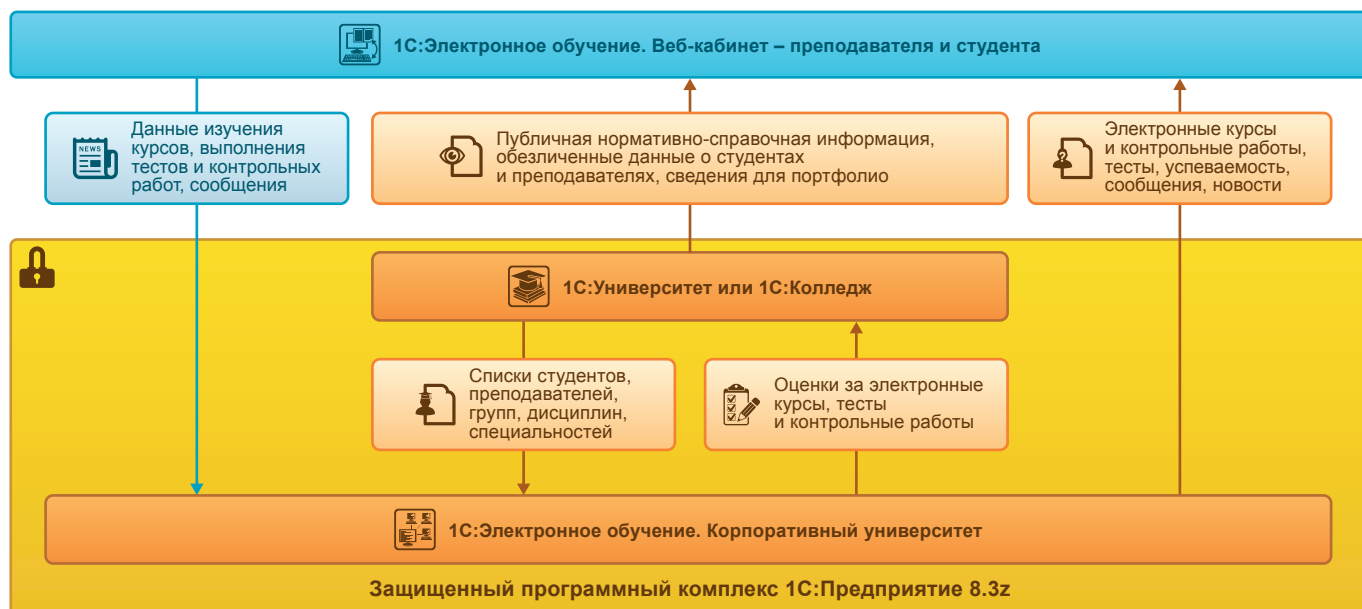 1С:Электронное обучение. Веб-кабинет – преподавателя и студента
NEWS
Данные изучения
курсов, выполнения
тестов и контрольных
работ, сообщения
Публичная нормативно-справочная информация,
обезличенные данные о студентах
и преподавателях, сведения для портфолио
Электронные курсы
и контрольные работы,
тесты, успеваемость,
сообщения, новости
1С:Университет или 1С:Колледж
Списки студентов,
преподавателей,
групп, дисциплин,
специальностей
Оценки за электронные
курсы, тесты
и контрольные работы
1С:Электронное обучение. Корпоративный университет
Защищенный программный комплекс 1С:Предприятие 8.3z